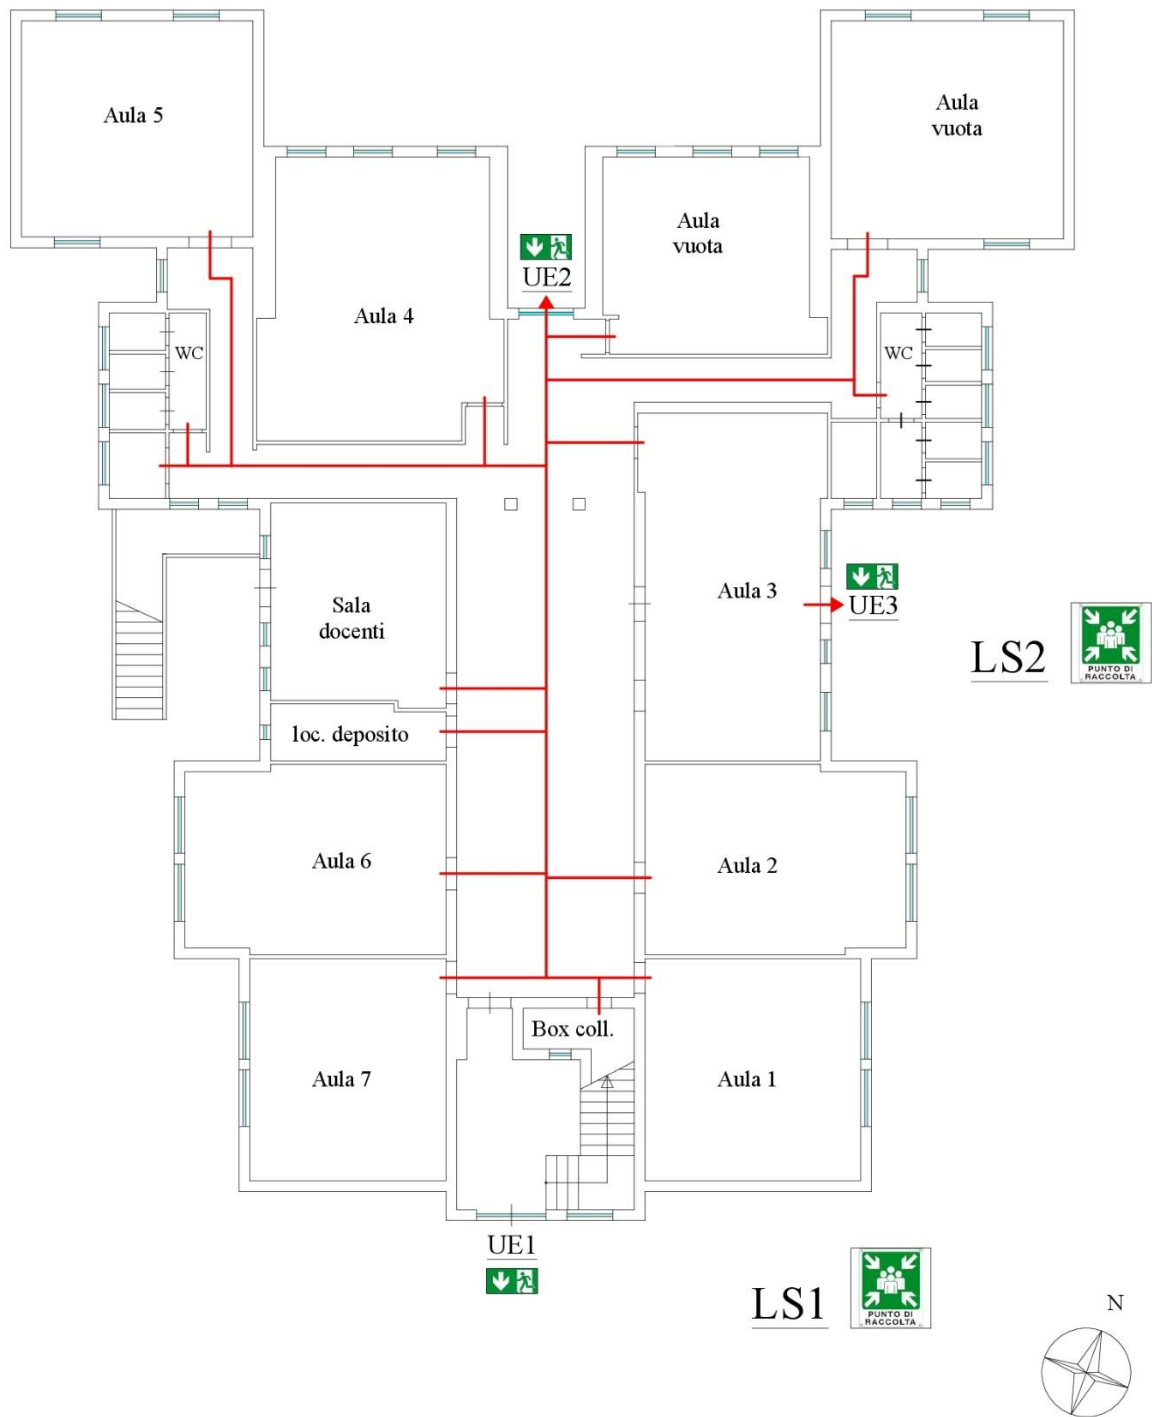 Aula 5
Aula
vuota
Aula
vuota
UE2
Aula 4
WC
WC
Aula 3
UE3
Sala
docenti
LS2
PUNTO DI
RACCOLTA
loc. deposito
Aula 6
Aula 2
Box coll.
Aula 7
Aula 1
UE1
LS1
PUNTO DI
RACCOLTA
N